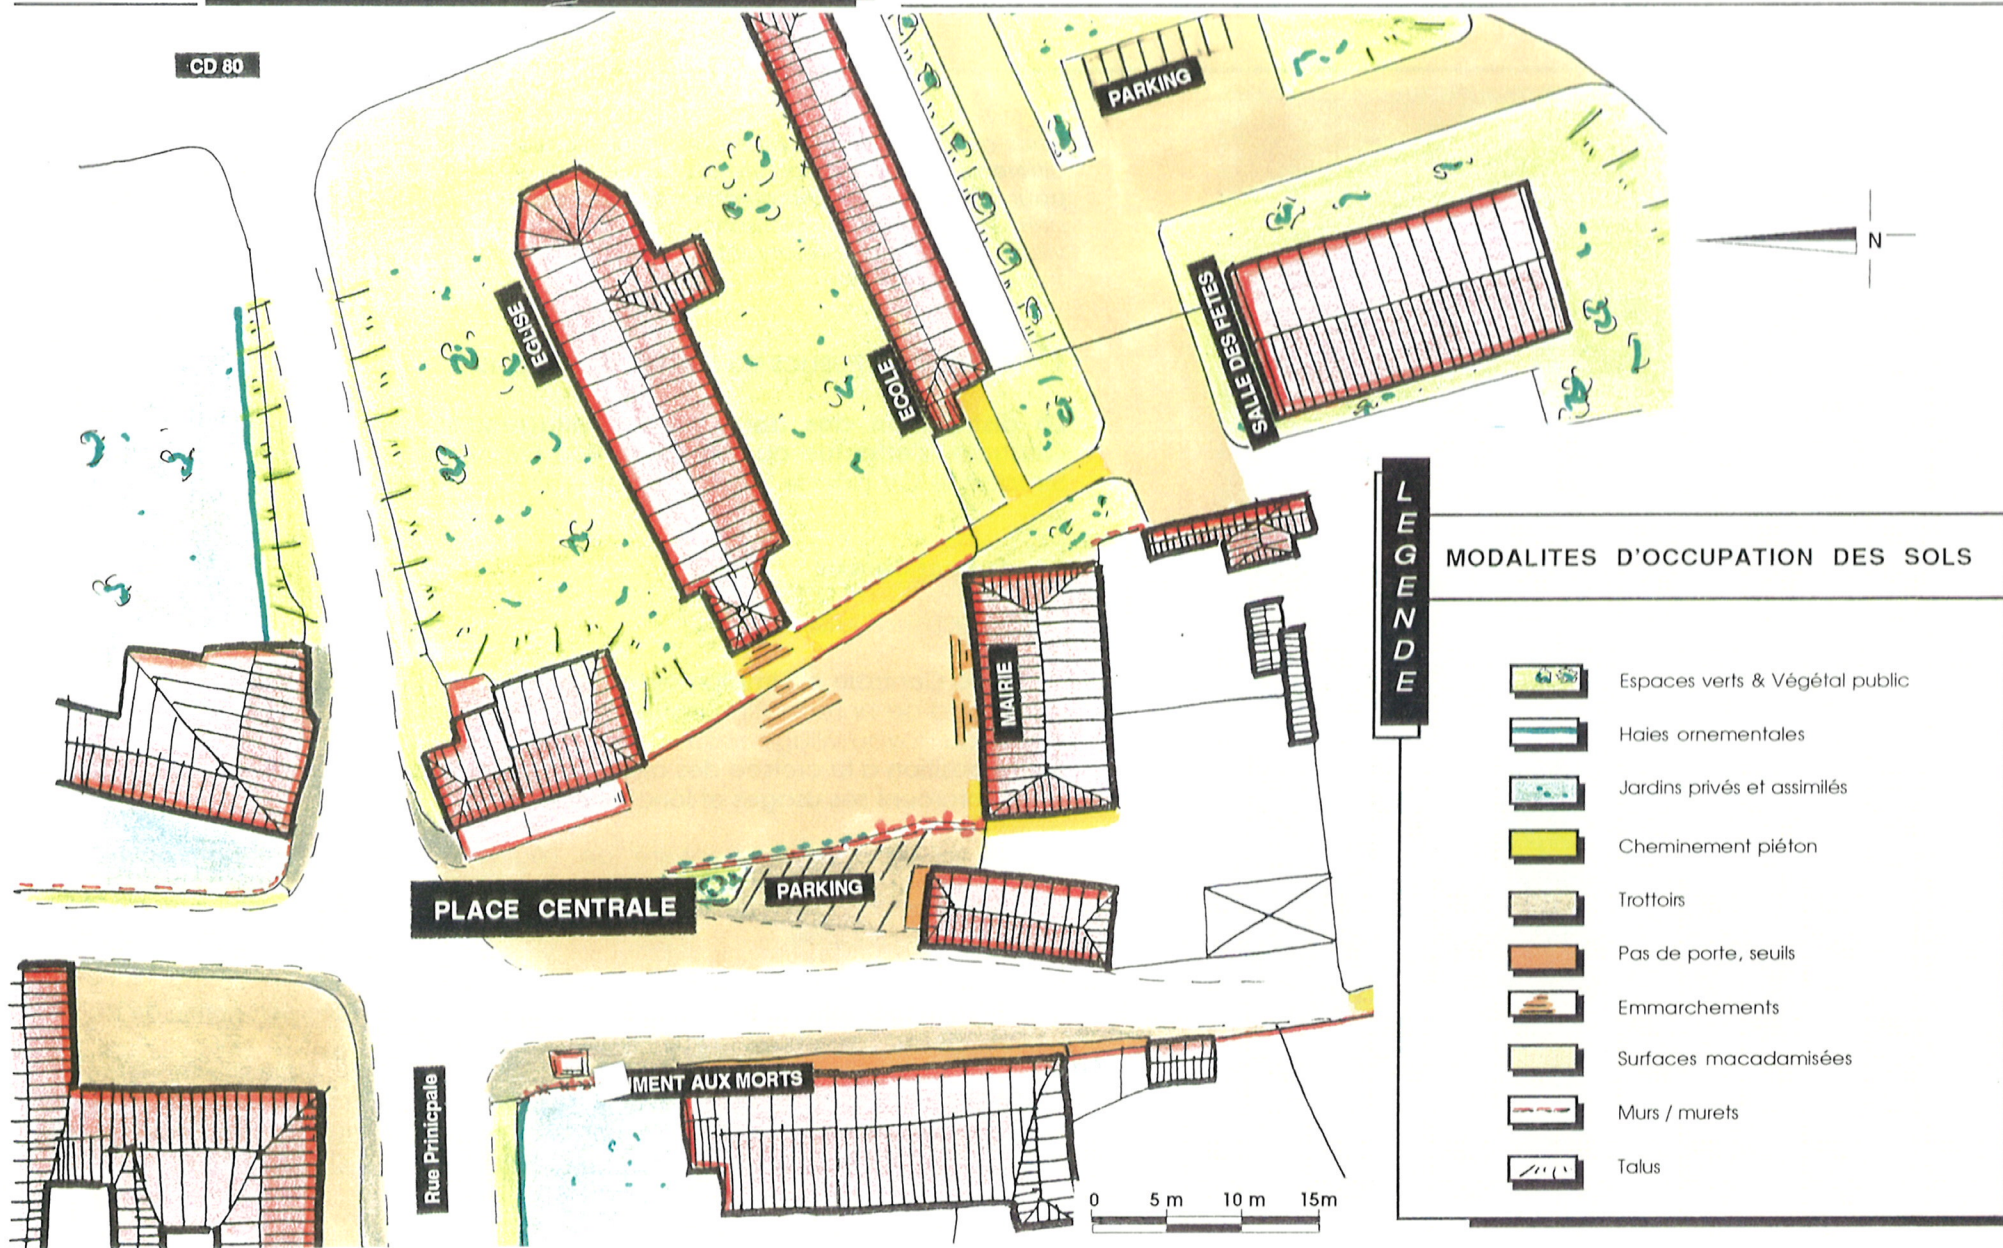 CD 80
PARKING
EGLISE
ECOLE
SALLE DES FETES
N
MAIRIE
PLACE CENTRALE
PARKING
MENT AUX MORTS
Rue Prinicpale
0 5 m 10 m 15m
LEGENDE
MODALITES D'OCCUPATION DES SOLS
Espaces verts & Végétal public
Haies ornementales
Jardins privés et assimilés
Cheminement piéton
Trottoirs
Pas de porte, seuils
Emmarchements
Surfaces macadamisées
Murs / murets
Talus